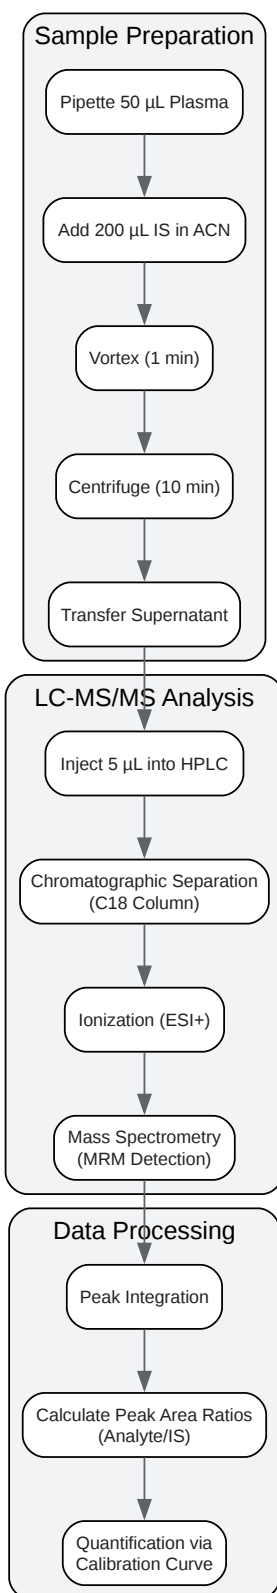 Sample Preparation
Pipette 50 µL Plasma
Add 200 µL IS in ACN
Vortex (1 min)
Centrifuge (10 min)
Transfer Supernatant
LC-MS/MS Analysis
Inject 5 µL into HPLC
Chromatographic Separation
(C18 Column)
Ionization (ESI+)
Mass Spectrometry
(MRM Detection)
Data Processing
Peak Integration
Calculate Peak Area Ratios
(Analyte/IS)
Quantification via
Calibration Curve